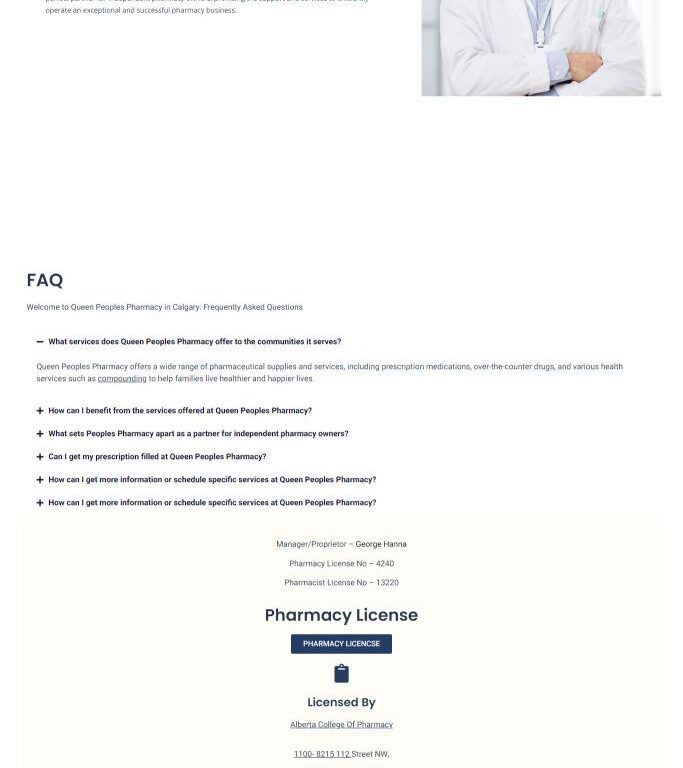 operate an exceptional and successful pharmacy business.
FAQ
Welcome to Queen Peoples Pharmacy in Calgary: Frequently Asked Questions
What services does Queen Peoples Pharmacy offer to the communities it serves?
Queen Peoples Pharmacy offers a wide range of pharmaceutical supplies and services, including prescription medications, over-the-counter drugs, and various health
services such as compounding to help families live healthier and happier lives.
How can I benefit from the services offered at Queen Peoples Pharmacy?
What sets Peoples Pharmacy apart as a partner for independent pharmacy owners?
Can I get my prescription filled at Queen Peoples Pharmacy?
How can I get more information or schedule specific services at Queen Peoples Pharmacy?
How can I get more information or schedule specific services at Queen Peoples Pharmacy?
Manager/Proprietor – George Hanna
Pharmacy License No – 4240
Pharmacist License No – 13220
Pharmacy License
PHARMACY LICENCSE
Licensed By
Alberta College Of Pharmacy
1100- 8215 112 Street NW,